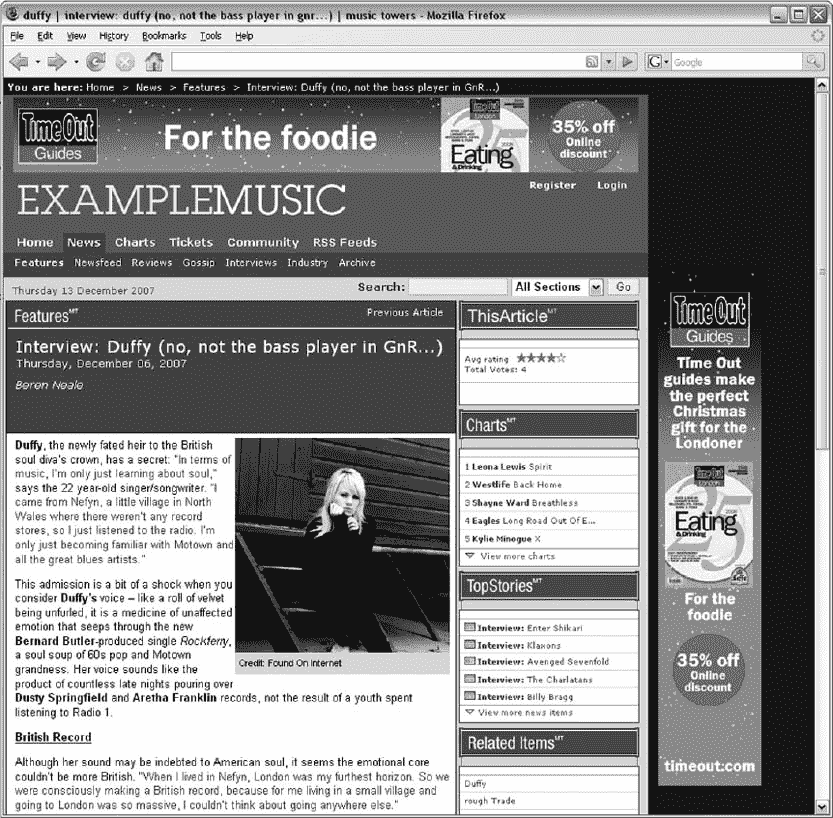 duffy | interview: duffy (no, not the bass player in gnr...) | music towers - Mozilla Firefox
File Edit View History Bookmarks Tools Help
G Google
You are here: Home > News > Features > Interview: Duffy (no, not the bass player in GnR...)
Time Out
Guides
For the foodie
Time Out
London
25
Eating
& Drinking
35% off
Online
discount
Register Login
EXAMPLEMUSIC
Home News Charts Tickets Community RSS Feeds
Features Newsfeed Reviews Gossip Interviews Industry Archive
Thursday 13 December 2007
Search: All Sections Go
Features MT
Previous Article
Interview: Duffy (no, not the bass player in GnR...)
Thursday, December 06, 2007
Beren Neale
Duffy, the newly fated heir to the British
soul diva's crown, has a secret: "In terms of
music, I'm only just learning about soul,"
says the 22 year-old singer/songwriter. "I
came from Nefyn, a little village in North
Wales where there weren't any record
stores, so I just listened to the radio. I'm
only just becoming familiar with Motown and
all the great blues artists."
This admission is a bit of a shock when you
consider Duffy's voice – like a roll of velvet
being unfurled, it is a medicine of unaffected
emotion that seeps through the new
Bernard Butler-produced single Rockferry,
a soul soup of 60s pop and Motown
grandness. Her voice sounds like the
product of countless late nights pouring over
Dusty Springfield and Aretha Franklin records, not the result of a youth spent
listening to Radio 1.
Credit: Found On Internet
British Record
Although her sound may be indebted to American soul, it seems the emotional core
couldn't be more British. "When I lived in Nefyn, London was my furthest horizon. So we
were consciously making a British record, because for me living in a small village and
going to London was so massive, I couldn't think about going anywhere else."
ThisArticle MT
Avg rating
Total Votes: 4
Charts MT
1 Leona Lewis Spirit
2 Westlife Back Home
3 Shayne Ward Breathless
4 Eagles Long Road Out Of E...
5 Kylie Minogue X
View more charts
TopStories MT
Interview: Enter Shikari
Interview: Klaxons
Interview: Avenged Sevenfold
Interview: The Charlatans
Interview: Billy Bragg
View more news items
Related Items MT
Duffy
rough Trade
Time Out
Guides
Time Out
guides make
the perfect
Christmas
gift for the
Londoner
Time Out
25
Eating
& Drinking
For the
foodie
35% off
Online
discount
timeout.com